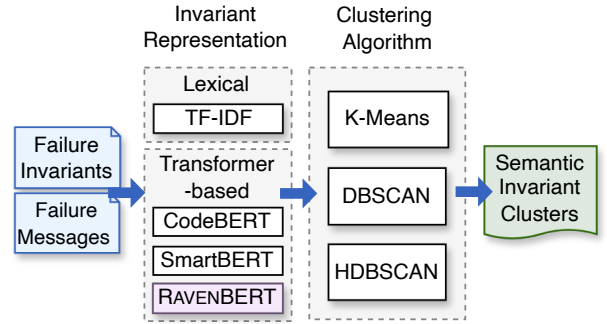 Invariant
Representation
Clustering
Algorithm
Lexical
TF-IDF
Transformer
-based
CodeBERT
SmartBERT
RAVENBERT
Failure
Invariants
Failure
Messages
K-Means
DBSCAN
HDBSCAN
Semantic
Invariant
Clusters